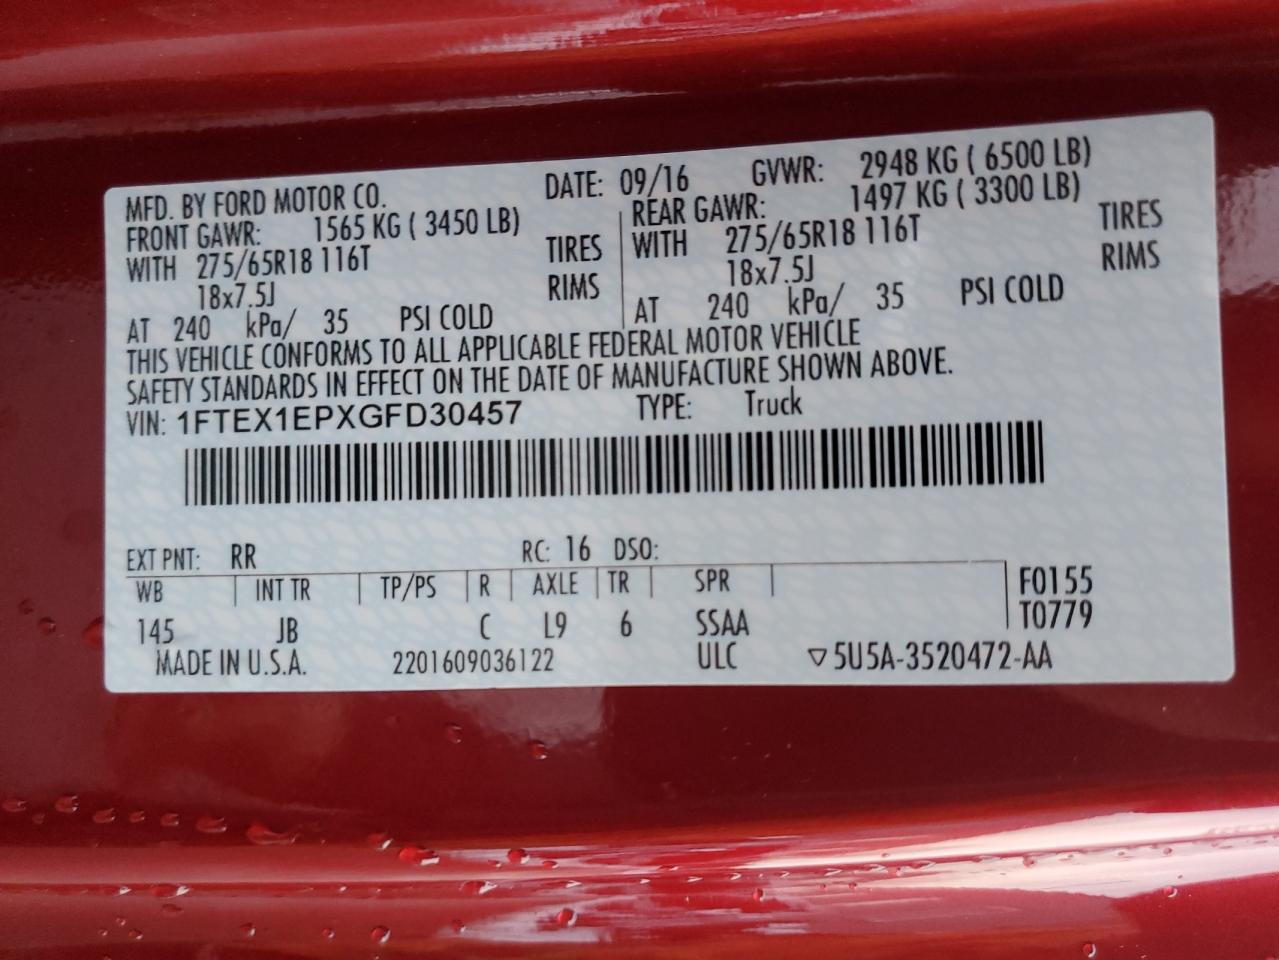 MFD. BY FORD MOTOR CO. DATE: 09/16 GVWR: 2948 KG ( 6500 LB)
FRONT GAWR: 1565 KG ( 3450 LB) REAR GAWR: 1497 KG ( 3300 LB)
WITH 275/65R18 116T TIRES WITH 275/65R18 116T TIRES
18x7.5J RIMS 18x7.5J RIMS
AT 240 kPa/ 35 PSI COLD AT 240 kPa/ 35 PSI COLD
THIS VEHICLE CONFORMS TO ALL APPLICABLE FEDERAL MOTOR VEHICLE
SAFETY STANDARDS IN EFFECT ON THE DATE OF MANUFACTURE SHOWN ABOVE.
VIN: 1FTEX1EPXGFD30457 TYPE: Truck
EXT PNT: RR RC: 16 DSO:
WB INT TR TP/PS R AXLE TR SPR F0155
145 JB C L9 6 SSAA T0779
MADE IN U.S.A. 2201609036122 ULC ▽5U5A-3520472-AA